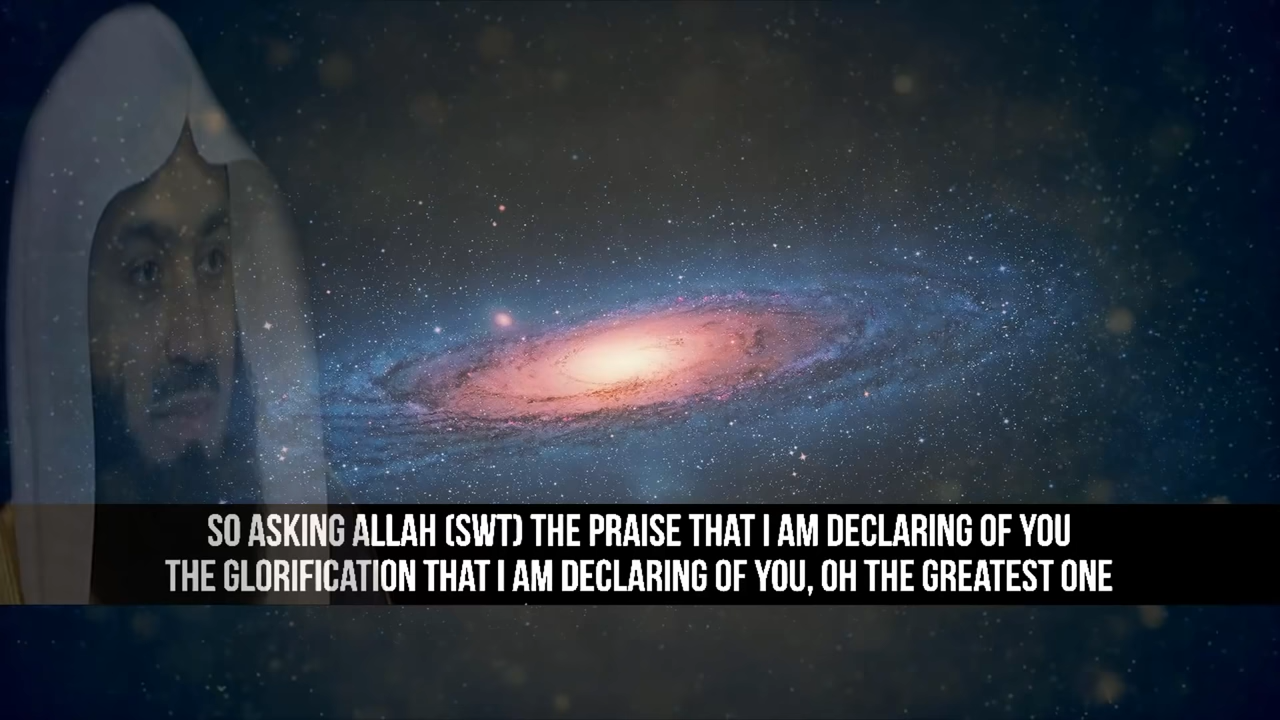 SO ASKING ALLAH (SWT) THE PRAISE THAT I AM DECLARING OF YOU
THE GLORIFICATION THAT I AM DECLARING OF YOU, OH THE GREATEST ONE